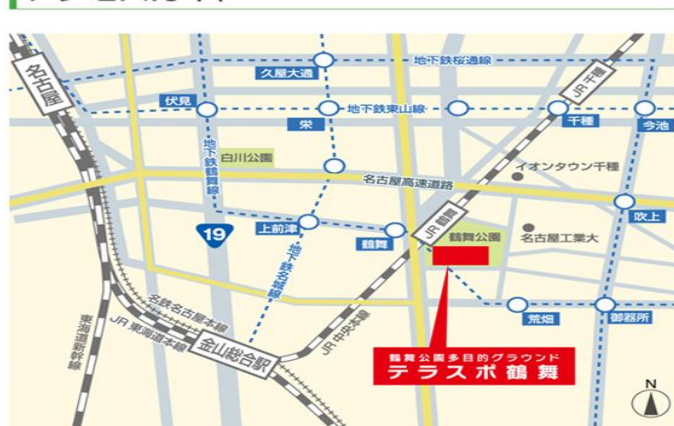 地下鉄桜通線
久屋大通
名古屋
JR千種
伏見
地下鉄東山線
栄
千種
今池
白川公園
イオンタウン千種
地下鉄鶴舞線
名古屋高速道路
吹上
JR鶴舞
19
上前津
鶴舞
鶴舞公園
名古屋工業大
地下鉄名城線
荒畑
御器所
名鉄名古屋本線
JR東海道本線
東海道新幹線
金山総合駅
JR中央本線
鶴舞公園多目的グラウンド
テラスポ鶴舞
N